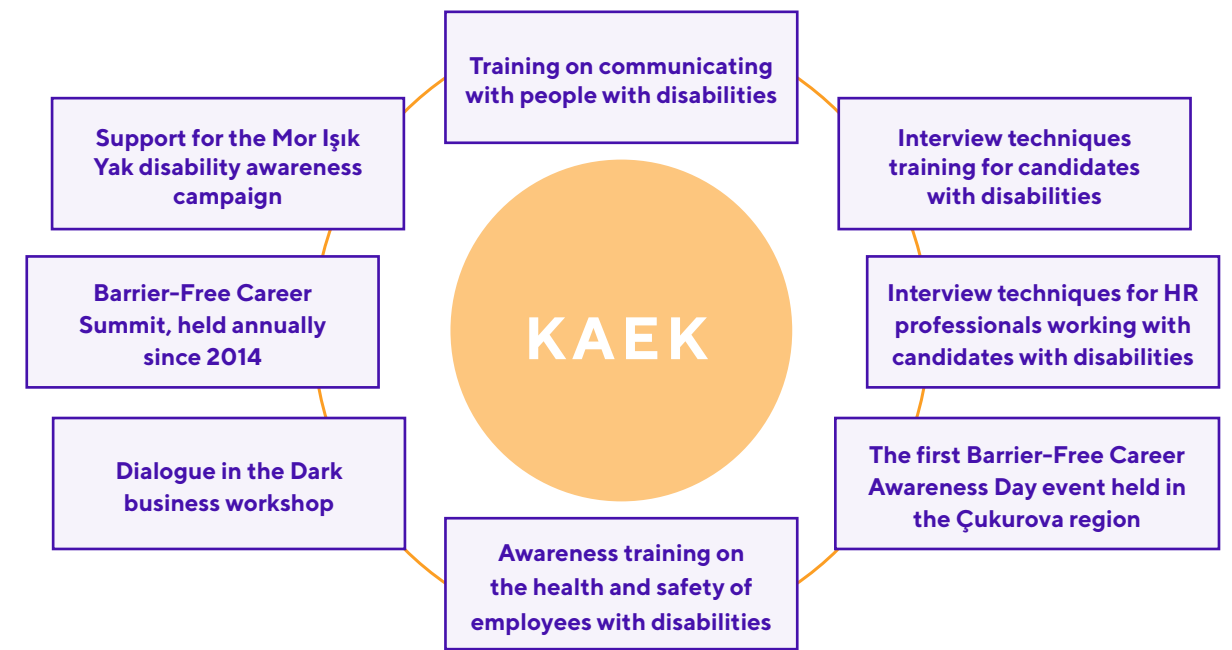 Training on communicating
with people with disabilities
Support for the Mor Işık
Yak disability awareness
campaign
Interview techniques
training for candidates
with disabilities
Barrier-Free Career
Summit, held annually
since 2014
KAEK
Interview techniques for HR
professionals working with
candidates with disabilities
Dialogue in the Dark
business workshop
The first Barrier-Free Career
Awareness Day event held in
the Çukurova region
Awareness training on
the health and safety of
employees with disabilities